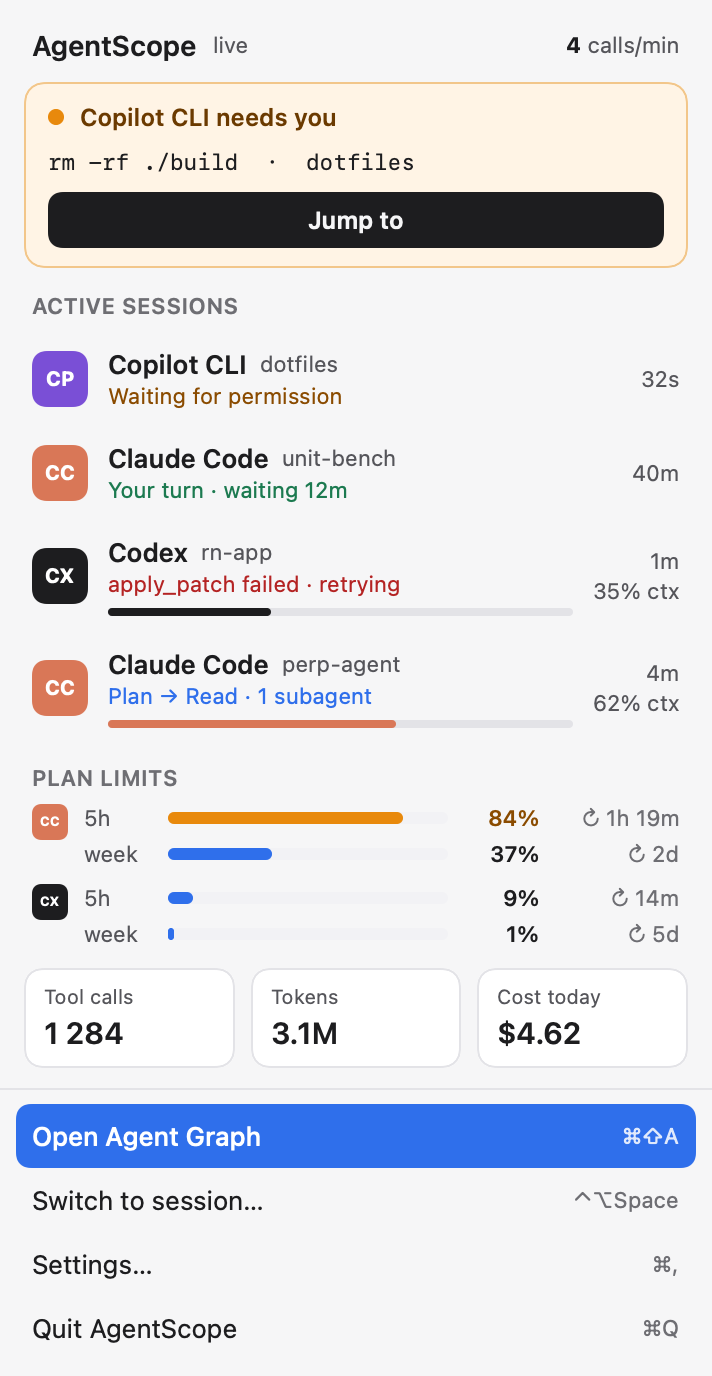 AgentScope live 4 calls/min
Copilot CLI needs you
rm –rf ./build · dotfiles
Jump to
ACTIVE SESSIONS
CP Copilot CLI dotfiles 32s
Waiting for permission
CC Claude Code unit-bench 40m
Your turn · waiting 12m
CX Codex rn-app 1m
apply_patch failed · retrying 35% ctx
CC Claude Code perp-agent 4m
Plan → Read · 1 subagent 62% ctx
PLAN LIMITS
CC 5h 84% ↻ 1h 19m
week 37% ↻ 2d
CX 5h 9% ↻ 14m
week 1% ↻ 5d
Tool calls Tokens Cost today
1 284 3.1M $4.62
Open Agent Graph ⌘⇧A
Switch to session... ^⌥Space
Settings... ⌘,
Quit AgentScope ⌘Q